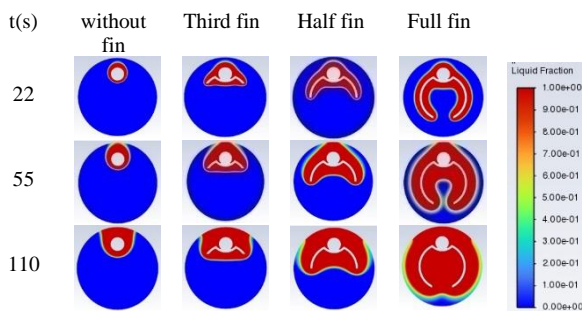 t(s) without fin Third fin Half fin Full fin
22
55
110
Liquid Fraction
1.00e+00
9.00e-01
8.00e-01
7.00e-01
6.00e-01
5.00e-01
4.00e-01
3.00e-01
2.00e-01
1.00e-01
0.00e+00